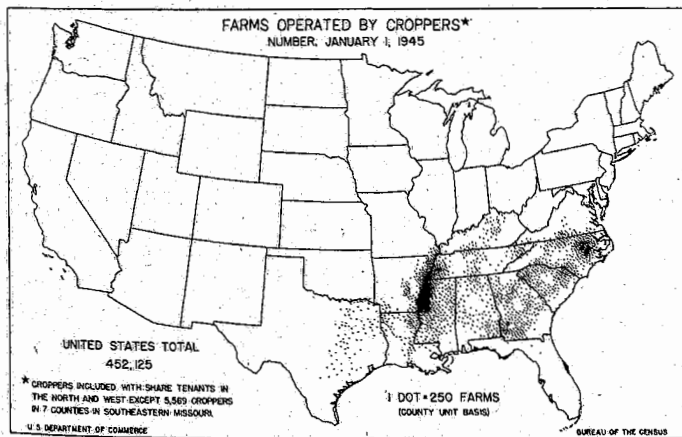 FARMS OPERATED BY CROPPERS*
NUMBER, JANUARY 1, 1945
UNITED STATES TOTAL
452,125
* CROPPERS INCLUDED WITH SHARE TENANTS IN
THE NORTH AND WEST EXCEPT 5,569 CROPPERS
IN 7 COUNTIES IN SOUTHEASTERN MISSOURI.
1 DOT = 250 FARMS
(COUNTY UNIT BASIS)
U S DEPARTMENT OF COMMERCE
BUREAU OF THE CENSUS